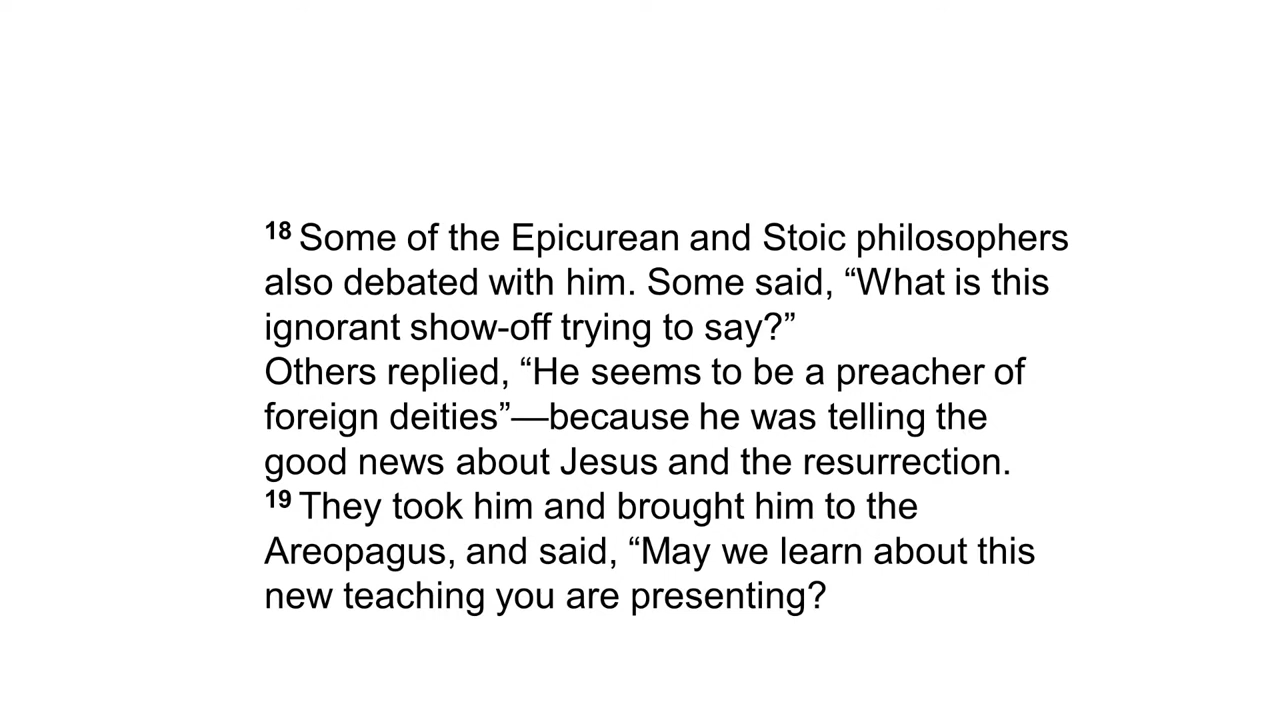 18 Some of the Epicurean and Stoic philosophers
also debated with him. Some said, “What is this
ignorant show-off trying to say?”
Others replied, “He seems to be a preacher of
foreign deities”—because he was telling the
good news about Jesus and the resurrection.
19 They took him and brought him to the
Areopagus, and said, “May we learn about this
new teaching you are presenting?